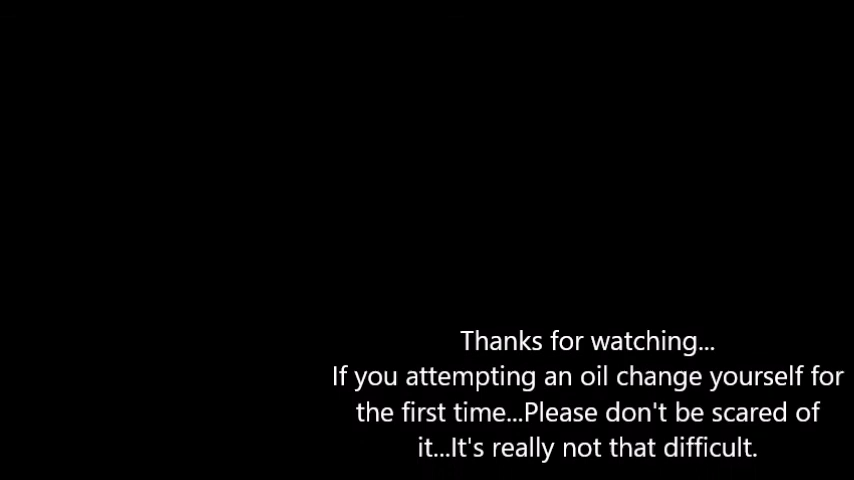 Thanks for watching...
If you attempting an oil change yourself for
the first time...Please don't be scared of
it...It's really not that difficult.